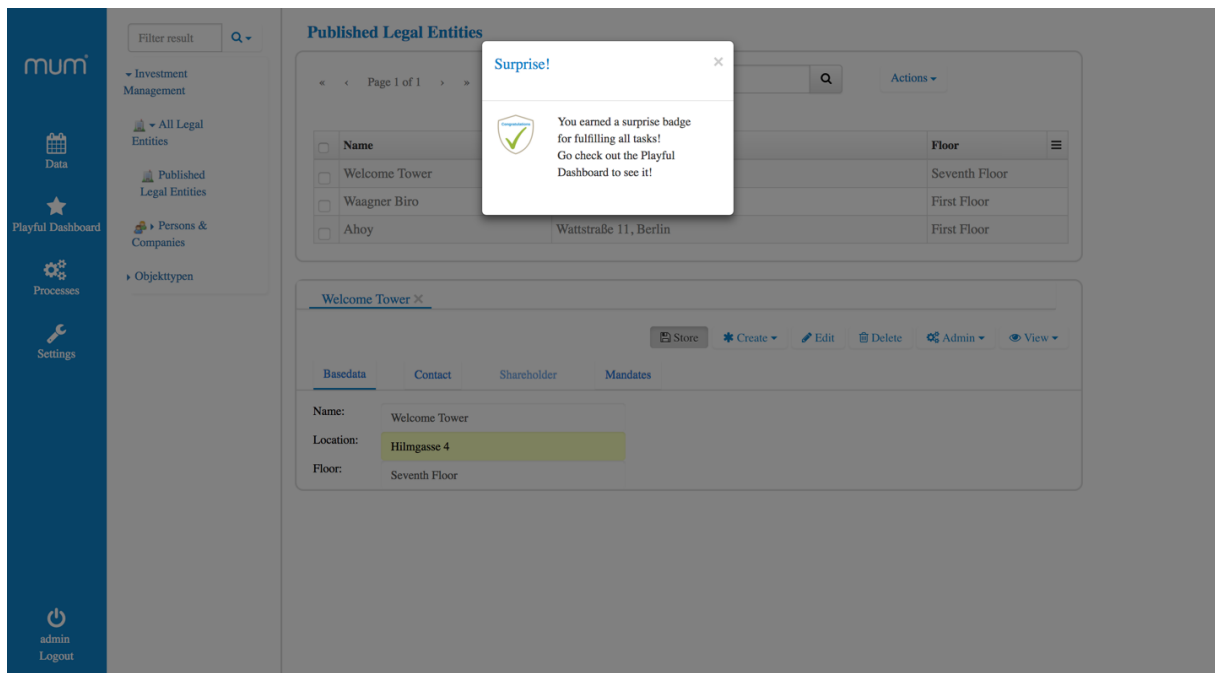 mum
Data
Playful Dashboard
Processes
Settings
admin
Logout
Filter result
Investment
Management
All Legal
Entities
Published
Legal Entities
Persons &
Companies
Objekttypen
Published Legal Entities
« ‹ Page 1 of 1 › »
Actions
Surprise! ×
Congratulations
You earned a surprise badge
for fulfilling all tasks!
Go check out the Playful
Dashboard to see it!
Name Floor
Welcome Tower Seventh Floor
Waagner Biro First Floor
Ahoy Wattstraße 11, Berlin First Floor
Welcome Tower ×
Store Create Edit Delete Admin View
Basedata Contact Shareholder Mandates
Name: Welcome Tower
Location: Hilmgasse 4
Floor: Seventh Floor